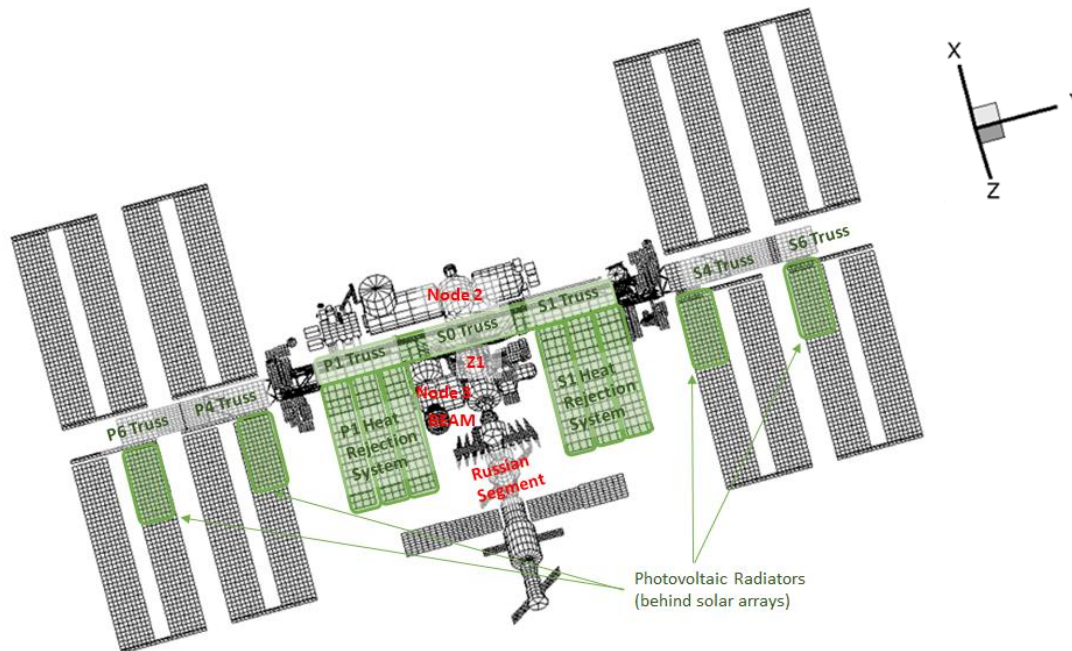 X
Y
Z
S6 Truss
S4 Truss
Node 2
S1 Truss
S0 Truss
P1 Truss
Z1
Node 3
BEAM
S1 Heat
Rejection
System
P1 Heat
Rejection
System
P4 Truss
P6 Truss
Russian
Segment
Photovoltaic Radiators
(behind solar arrays)